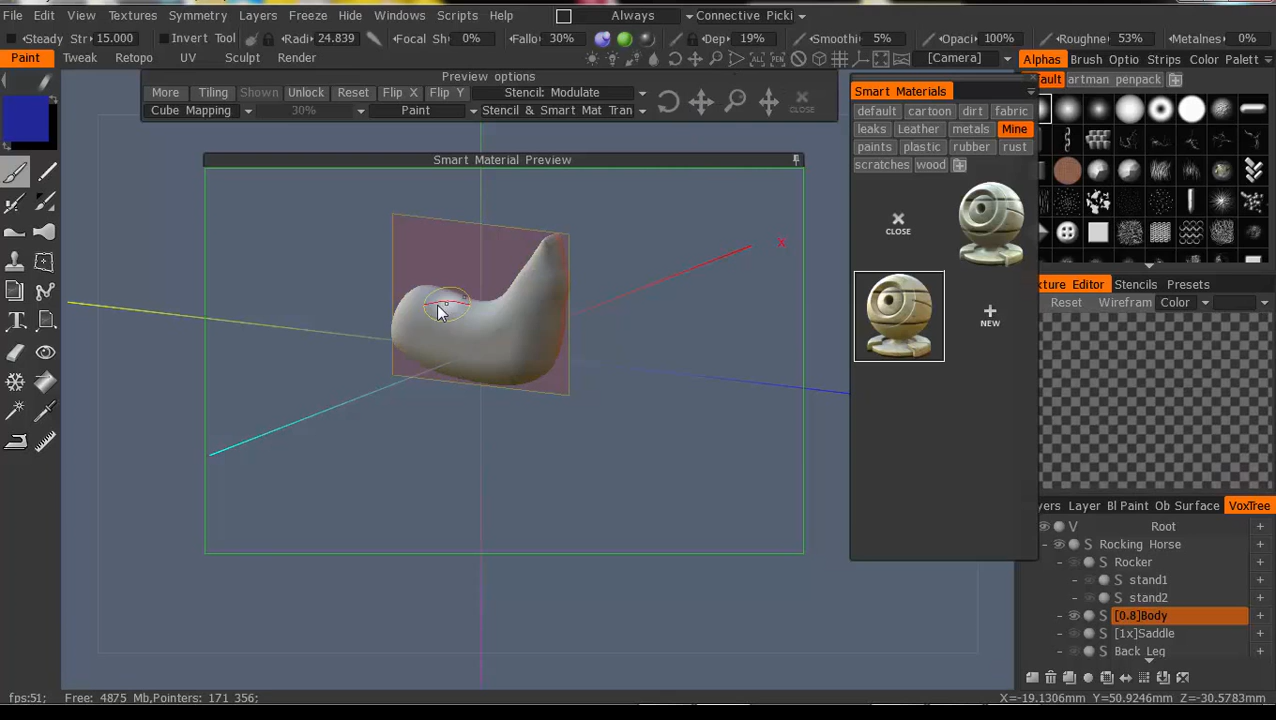 File Edit View Textures Symmetry Layers Freeze Hide Windows Scripts Help Always Connective Picki
Steady Str 15.000 Invert Tool Radi 24.839 Focal Sh 0% Fallo 30% Dep 19% Smoothi 5% Opaci 100% Roughne 53% Metalnes 0%
Paint Tweak Retopo UV Sculpt Render [Camera] Alphas Brush Optio Strips Color Palett
Preview options
fault artman penpack
More Tiling Shown Unlock Reset Flip X Flip Y Stencil: Modulate
Cube Mapping 30% Paint Stencil & Smart Mat Tran CLOSE
Smart Materials
default cartoon dirt fabric
leaks Leather metals Mine
paints plastic rubber rust
scratches wood
Smart Material Preview
CLOSE
NEW
X
xture Editor Stencils Presets
Reset Wirefram Color
yers Layer Bl Paint Ob Surface VoxTree
V Root
S Rocking Horse
S Rocker
S stand1
S stand2
S [0.8]Body
S [1x]Saddle
S Back Leg
fps:51; Free: 4875 Mb,Pointers: 171 356; X=-19.1306mm Y=50.9246mm Z=-30.5783mm